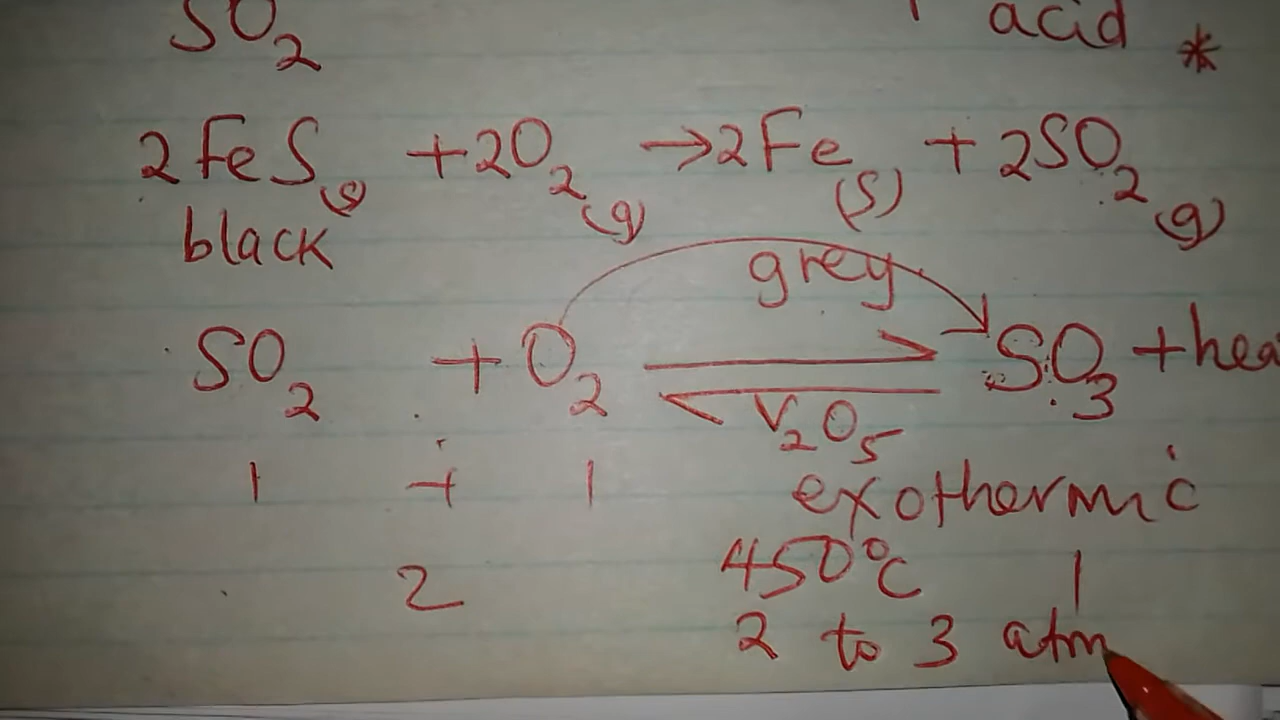 SO2 acid *
2FeS(s) +2O2(g) →2Fe(s) + 2SO2(g)
black grey
SO2 + O2 ⇌ SO3 +hea
V2O5
1 + 1 exothermic
450°C 1
2
2 to 3 atm